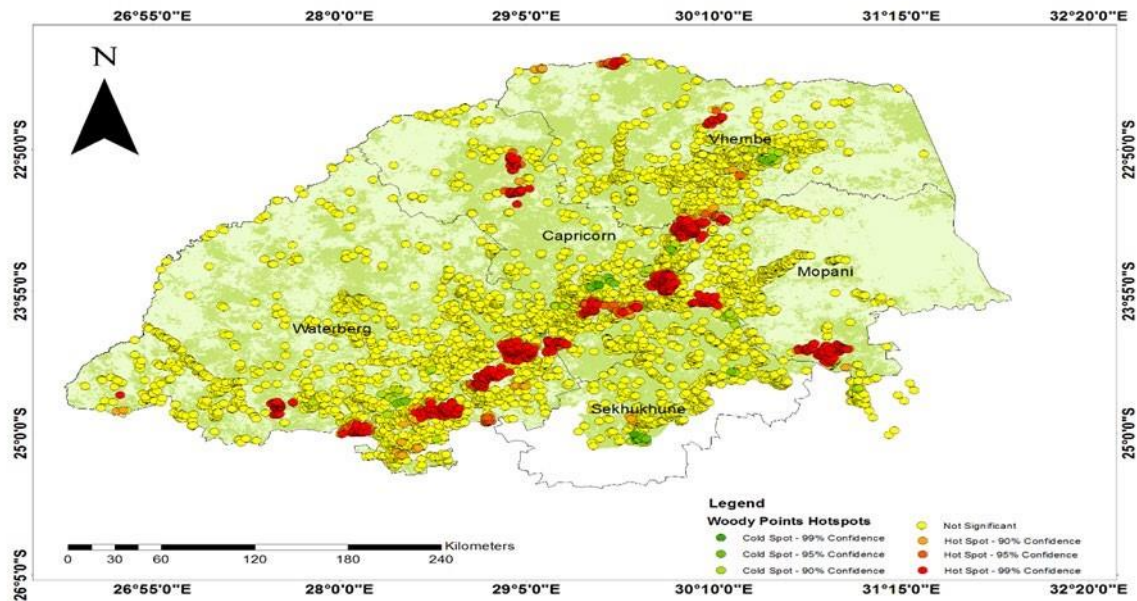 26°55'0"E 28°0'0"E 29°5'0"E 30°10'0"E 31°15'0"E 32°20'0"E
N
Vhembe
22°50'0"S 22°50'0"S
Capricorn
Mopani
23°55'0"S 23°55'0"S
Waterberg
Sekhukhune
25°0'0"S 25°0'0"S
Legend
Woody Points Hotspots
Cold Spot - 99% Confidence
Cold Spot - 95% Confidence
Cold Spot - 90% Confidence
Not Significant
Hot Spot - 90% Confidence
Hot Spot - 95% Confidence
Hot Spot - 99% Confidence
Kilometers
0 30 60 120 180 240
26°5'0"S 26°5'0"S
26°55'0"E 28°0'0"E 29°5'0"E 30°10'0"E 31°15'0"E 32°20'0"E